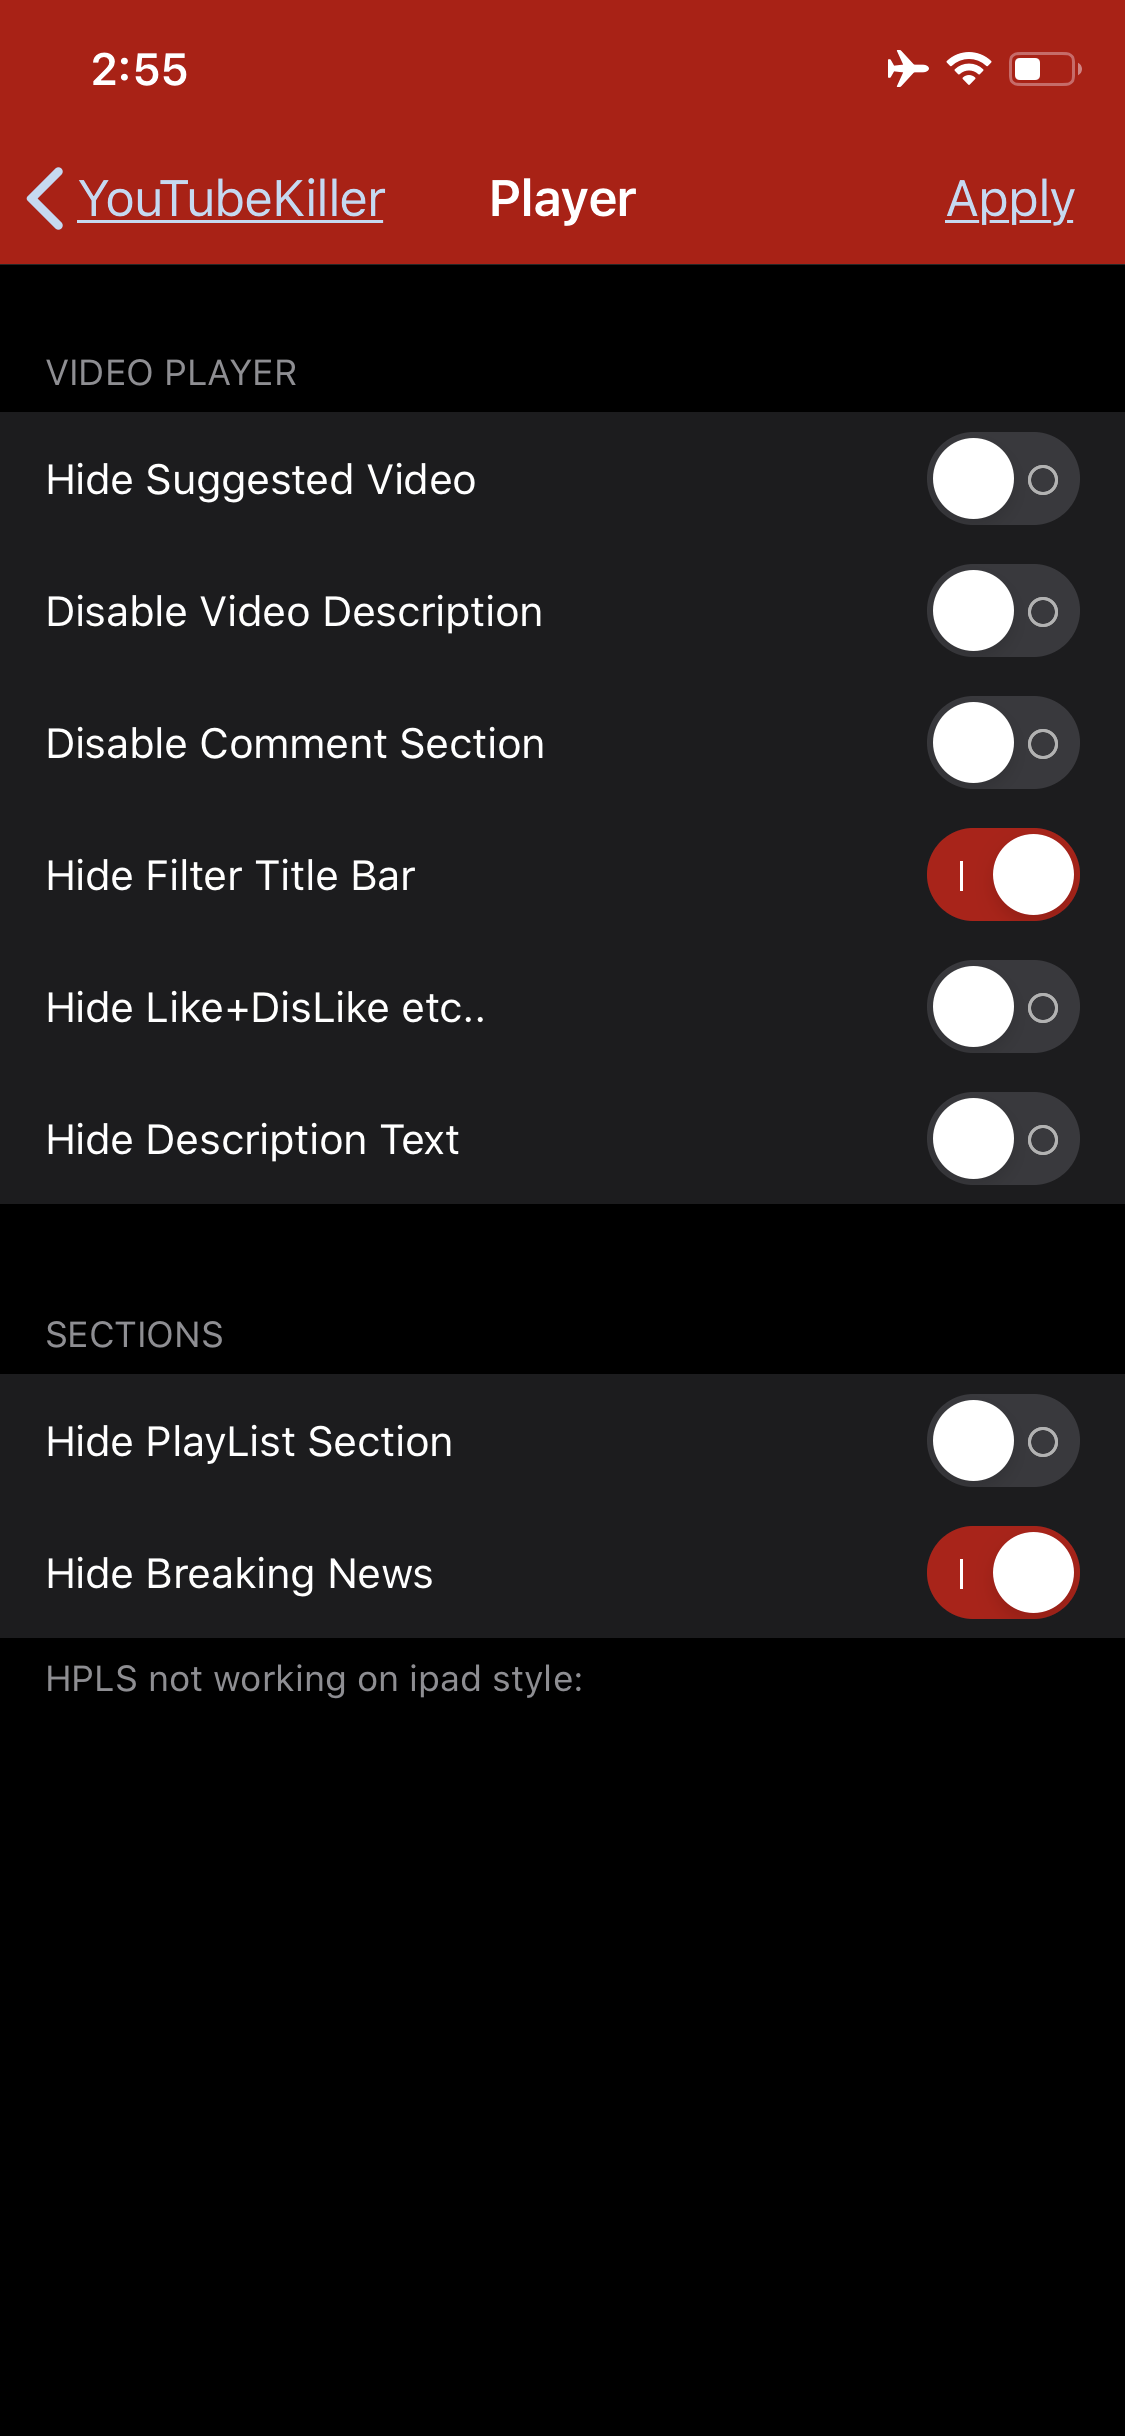 2:55
YouTubeKiller Player Apply
VIDEO PLAYER
Hide Suggested Video
Disable Video Description
Disable Comment Section
Hide Filter Title Bar
Hide Like+DisLike etc..
Hide Description Text
SECTIONS
Hide PlayList Section
Hide Breaking News
HPLS not working on ipad style: